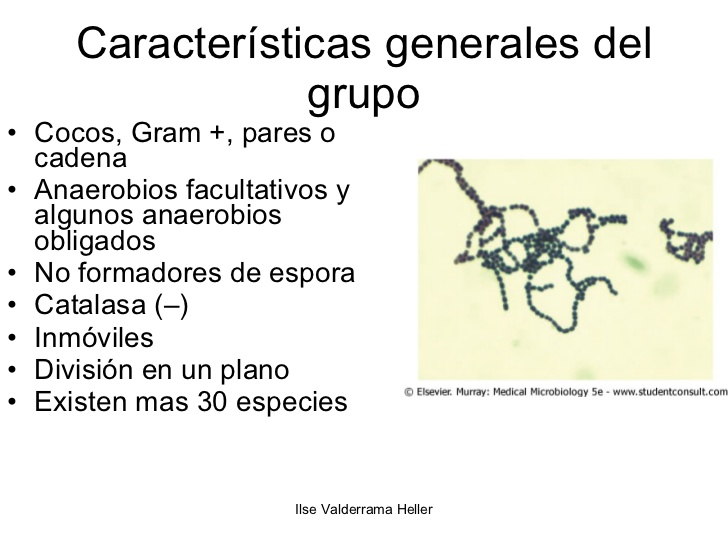 Características generales del
grupo
• Cocos, Gram +, pares o
cadena
• Anaerobios facultativos y
algunos anaerobios
obligados
• No formadores de espora
• Catalasa (–)
• Inmóviles
• División en un plano
• Existen mas 30 especies
© Elsevier. Murray: Medical Microbiology 5e - www.studentconsult.com
Ilse Valderrama Heller